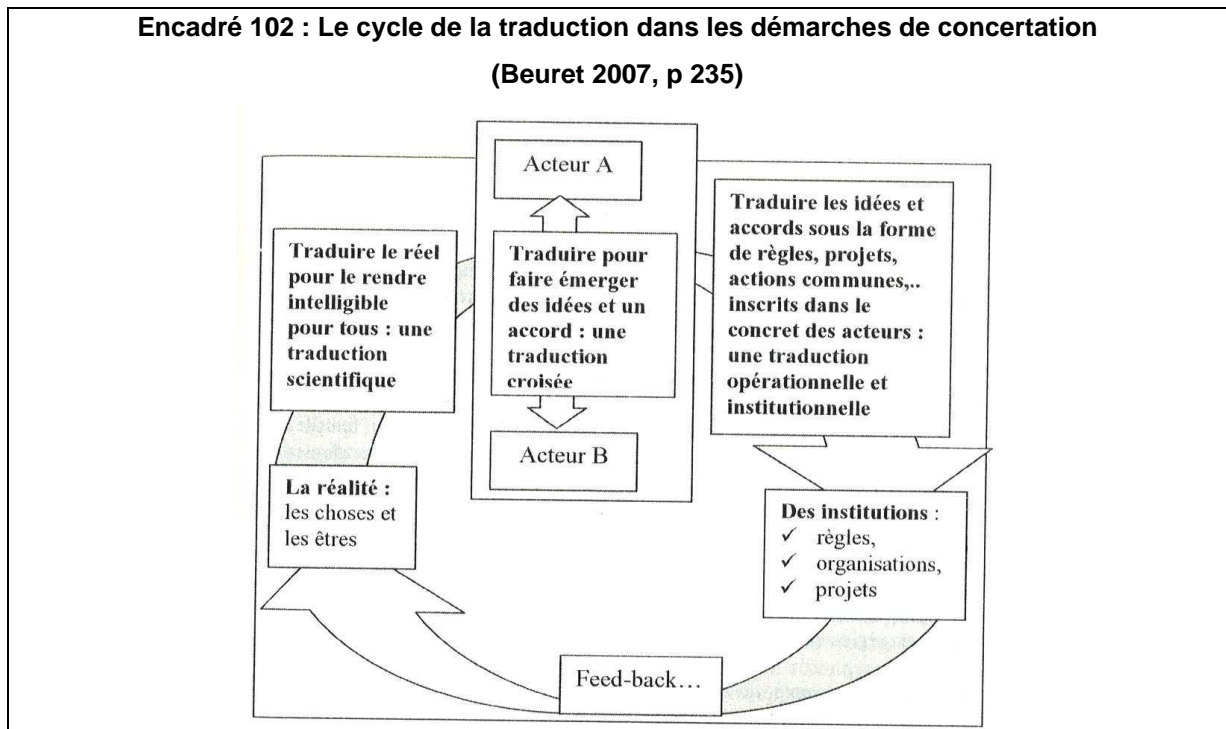 Encadré 102 : Le cycle de la traduction dans les démarches de concertation
(Beuret 2007, p 235)
Acteur A
Traduire le réel
pour le rendre
intelligible
pour tous : une
traduction
scientifique
Traduire pour
faire émerger
des idées et un
accord : une
traduction
croisée
Traduire les idées et
accords sous la forme
de règles, projets,
actions communes,..
inscrits dans le
concret des acteurs :
une traduction
opérationnelle et
institutionnelle
Acteur B
La réalité :
les choses et
les êtres
Des institutions :
✓ règles,
✓ organisations,
✓ projets
Feed-back…